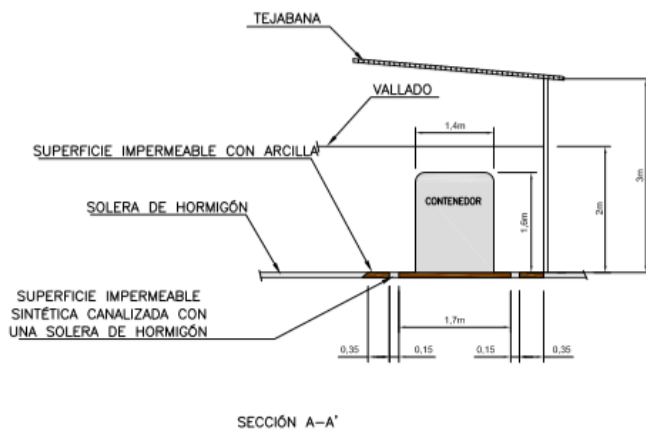 TEJABANA
VALLADO
1,4m
SUPERFICIE IMPERMEABLE CON ARCILLA
CONTENEDOR
1,6m
2m
3m
SOLERA DE HORMIGÓN
SUPERFICIE IMPERMEABLE
SINTÉTICA CANALIZADA CON
UNA SOLERA DE HORMIGÓN
1,7m
0,35
0,15
0,15
0,35
SECCIÓN A-A'